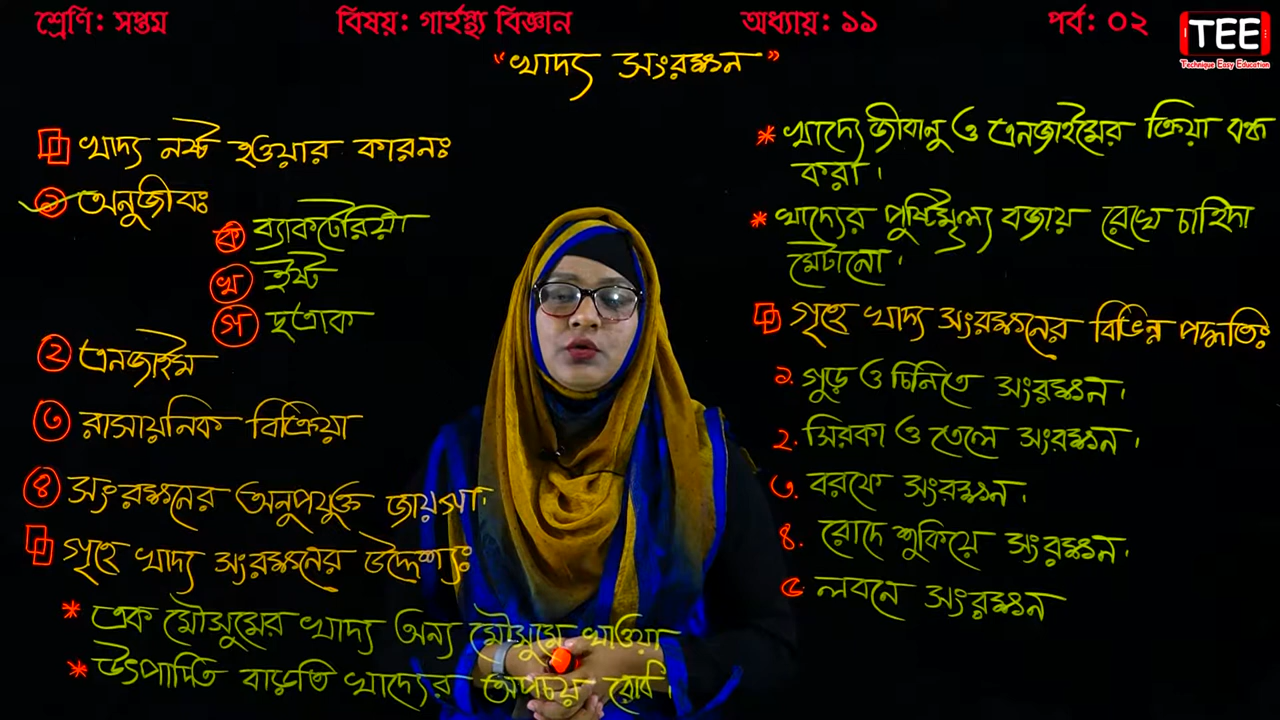 শ্রেণি: সপ্তম
বিষয়: গার্হস্থ্য বিজ্ঞান
অধ্যায়: ১১
পর্ব: ০২
TEE
Technique Easy Education
"খাদ্য সংরক্ষন"
খাদ্য নষ্ট হওয়ার কারনঃ
১ অনুজীবঃ
ক ব্যাকটেরিয়া
খ ইষ্ট
গ ছত্রাক
২ এনজাইম
৩ রাসায়নিক বিক্রিয়া
৪ সংরক্ষনের অনুপযুক্ত জায়গা।
গৃহে খাদ্য সংরক্ষনের উদ্দেশ্যঃ
* এক মৌসুমের খাদ্য অন্য মৌসুমে খাওয়া
* উৎপাদিত বাড়তি খাদ্যের অপচয় রোধ।
* খাদ্যে জীবানু ও এনজাইমের ক্রিয়া বন্ধ
করা।
* খাদ্যের পুষ্টিমূল্য বজায় রেখে চাহিদা
মেটানো।
গৃহে খাদ্য সংরক্ষনের বিভিন্ন পদ্ধতিঃ
১. গুড় ও চিনিতে সংরক্ষন।
২. সিরকা ও তেলে সংরক্ষন।
৩. বরফে সংরক্ষন।
৪. রোদে শুকিয়ে সংরক্ষন।
৫. লবনে সংরক্ষন